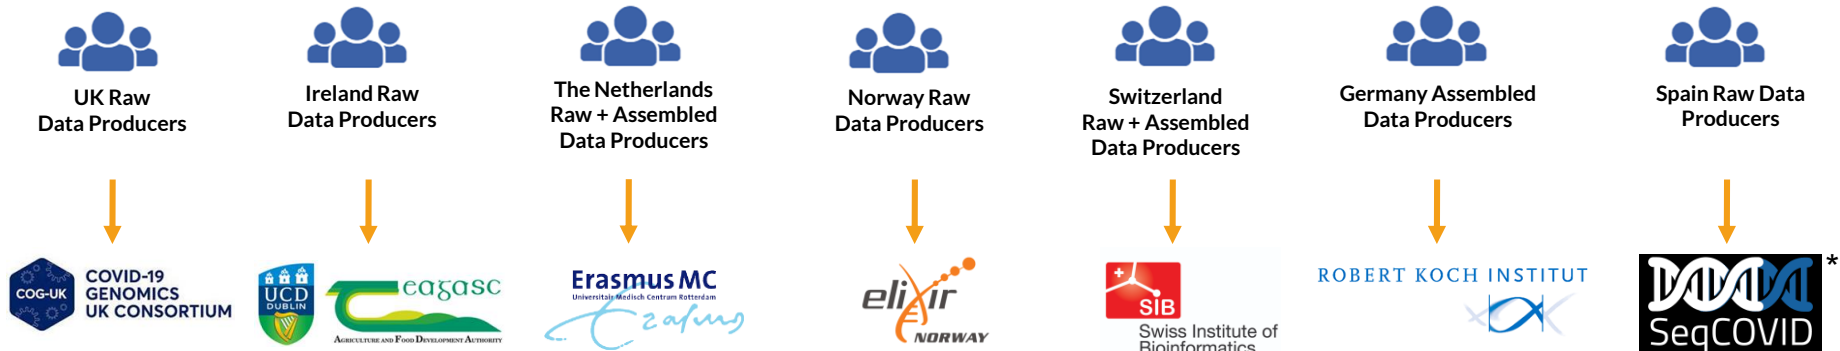 UK Raw
Data Producers
Ireland Raw
Data Producers
The Netherlands
Raw + Assembled
Data Producers
Norway Raw
Data Producers
Switzerland
Raw + Assembled
Data Producers
Germany Assembled
Data Producers
Spain Raw Data
Producers
COG-UK
COVID-19
GENOMICS
UK CONSORTIUM
UCD
DUBLIN
Teagasc
AGRICULTURE AND FOOD DEVELOPMENT AUTHORITY
Erasmus MC
Universitair Medisch Centrum Rotterdam
Erasmus
elixir
NORWAY
SIB
Swiss Institute of
Bioinformatics
ROBERT KOCH INSTITUT
SeqCOVID
*